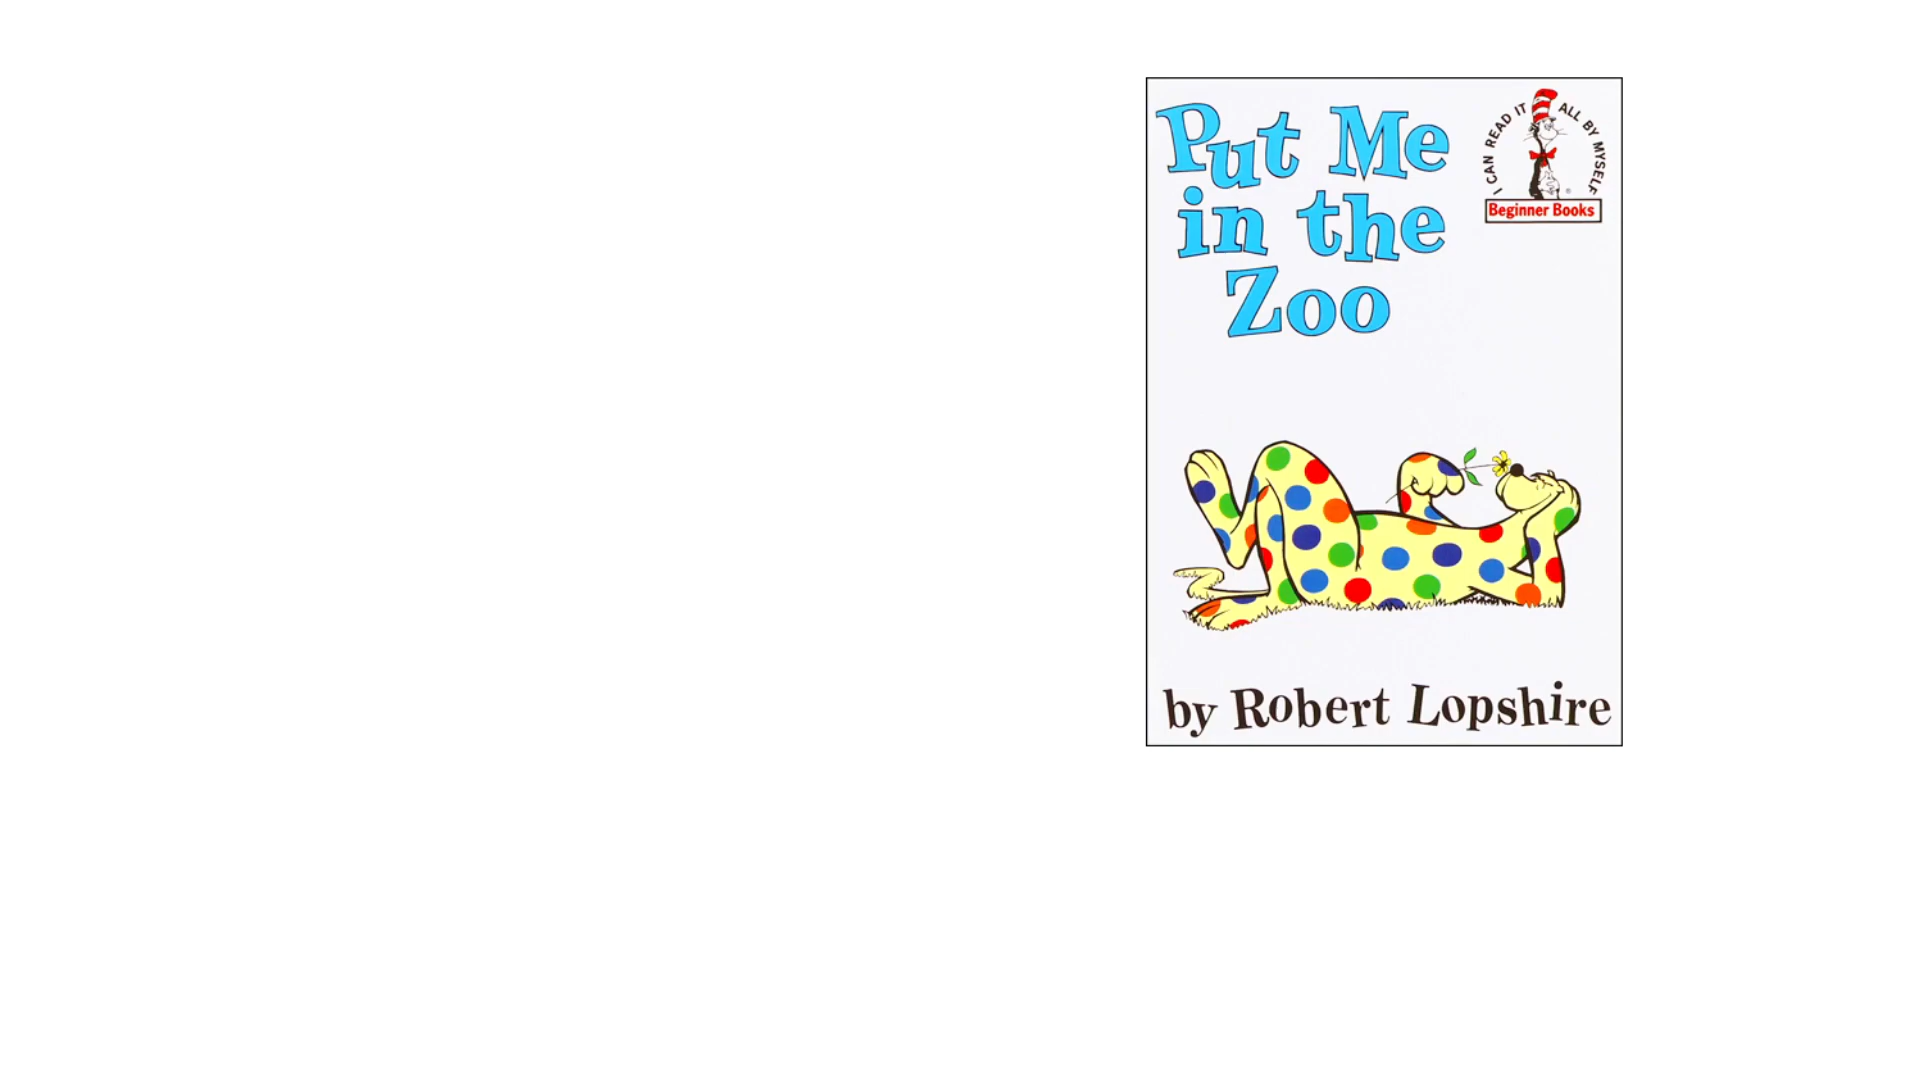 Put Me
in the
Zoo
I CAN READ IT ALL BY MYSELF
®
Beginner Books
by Robert Lopshire